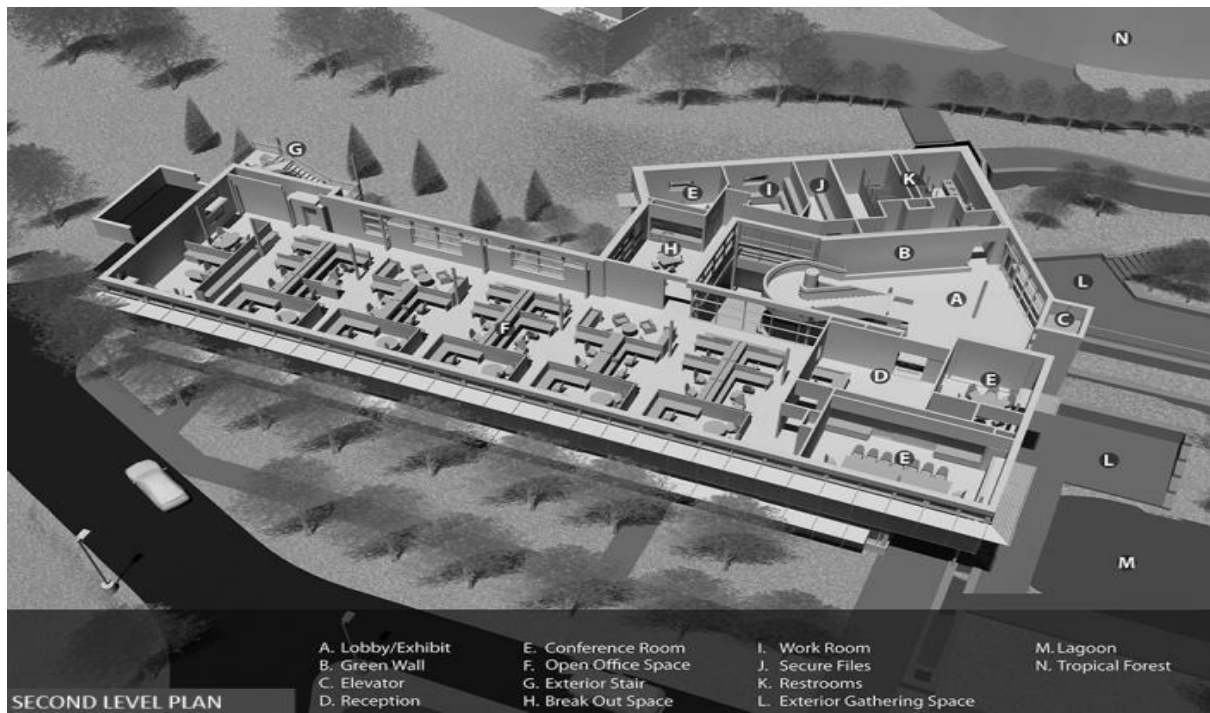 N
G
K
E
I
J
H
B
L
A
C
F
D
E
E
L
M
A. Lobby/Exhibit
B. Green Wall
C. Elevator
D. Reception
E. Conference Room
F. Open Office Space
G. Exterior Stair
H. Break Out Space
I. Work Room
J. Secure Files
K. Restrooms
L. Exterior Gathering Space
M. Lagoon
N. Tropical Forest
SECOND LEVEL PLAN